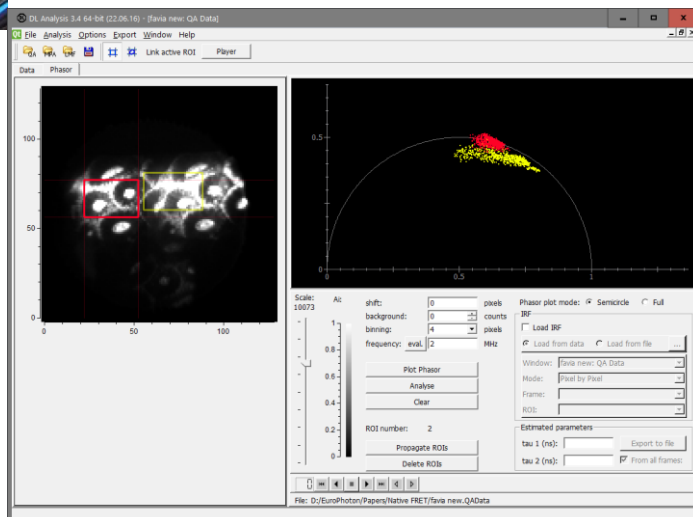 DL Analysis 3.4 64-bit (22.06.16) - [favia new: QA Data]
File Analysis Options Export Window Help
QA MFA LMF Link active ROI Player
Data Phasor
100
50
0
0 50 100
0.5
0
0 0.5 1
Scale:
10073
Ai:
1
0.8
0.6
0.4
0.2
0
shift: 0 pixels
background: 0 counts
binning: 4 pixels
frequency: eval. 2 MHz
Plot Phasor
Analyse
Clear
ROI number: 2
Propagate ROIs
Delete ROIs
Phasor plot mode: Semicircle Full
IRF
Load IRF
Load from data Load from file ...
Window: favia new: QA Data
Mode: Pixel by Pixel
Frame:
ROI:
Estimated parameters
tau 1 (ns): Export to file
tau 2 (ns): From all frames:
0
File: D:/EuroPhoton/Papers/Native FRET/favia new.QAData